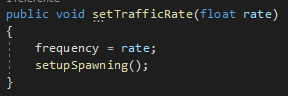 public void setTrafficRate(float rate)
{
frequency = rate;
setupSpawning();
}